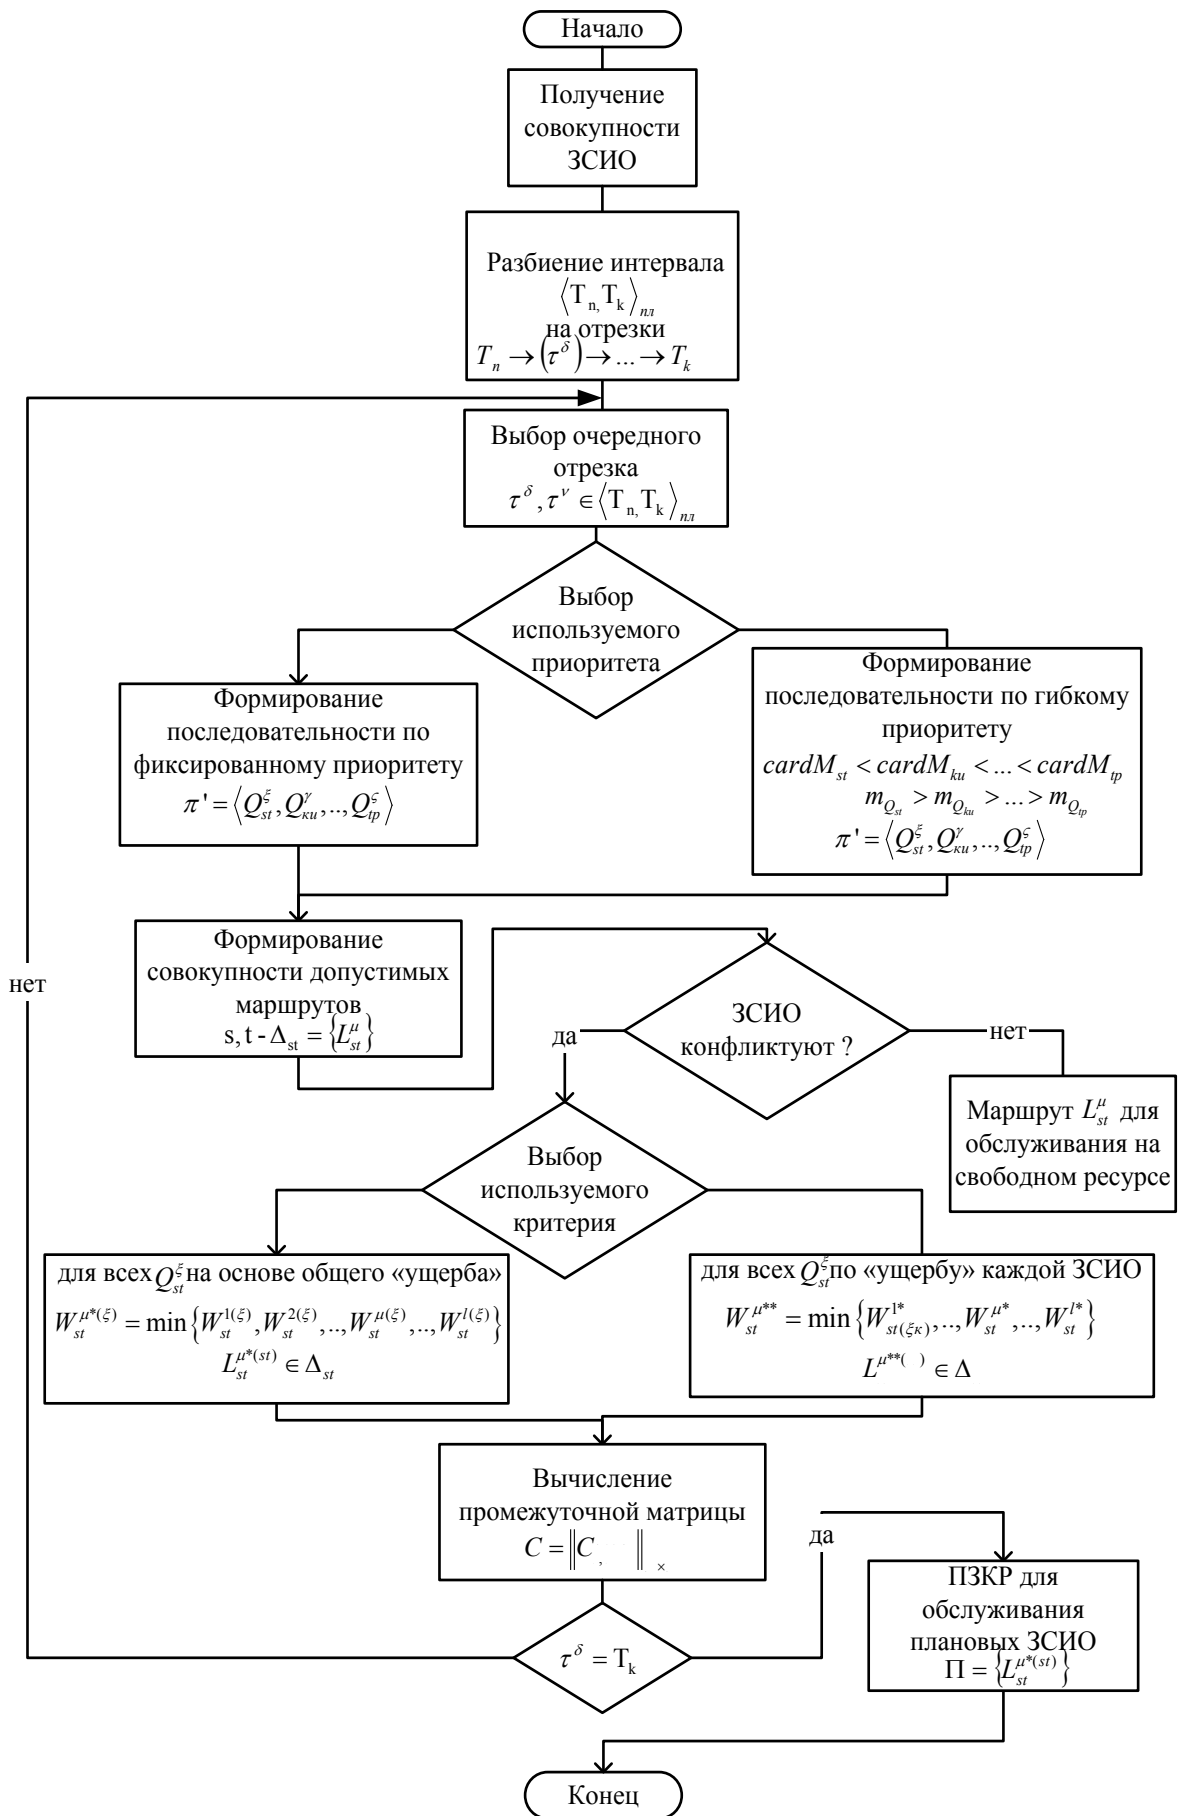 Начало
Получение
совокупности
ЗСИО
Разбиение интервала
⟨T_n, T_k⟩_пл
на отрезки
T_n → (τ^δ) → ... → T_k
Выбор очередного
отрезка
τ^δ, τ^ν ∈ ⟨T_n, T_k⟩_пл
Выбор
используемого
приоритета
Формирование
последовательности по
фиксированному приоритету
π' = ⟨Q_st^ξ, Q_ки^γ, .., Q_tp^ς⟩
Формирование
последовательности по гибкому
приоритету
cardM_st < cardM_ku < ... < cardM_tp
m_Q_st > m_Q_ku > ... > m_Q_tp
π' = ⟨Q_st^ξ, Q_ки^γ, .., Q_tp^ς⟩
Формирование
совокупности допустимых
маршрутов
s, t - Δ_st = {L_st^μ}
ЗСИО
конфликтуют ?
да
нет
нет
Маршрут L_st^μ для
обслуживания на
свободном ресурсе
Выбор
используемого
критерия
для всех Q_st^ξ на основе общего «ущерба»
W_st^μ*(ξ) = min{W_st^1(ξ), W_st^2(ξ), .., W_st^μ(ξ), .., W_st^l(ξ)}
L_st^μ*(st) ∈ Δ_st
для всех Q_st^ξ по «ущербу» каждой ЗСИО
W_st^μ** = min{W_st(ξκ)^1*, .., W_st^μ*, .., W_st^l*}
L^μ**( ) ∈ Δ
Вычисление
промежуточной матрицы
C = ‖C , ‖ ×
да
τ^δ = T_k
ПЗКР для
обслуживания
плановых ЗСИО
П = {L_st^μ*(st)}
Конец